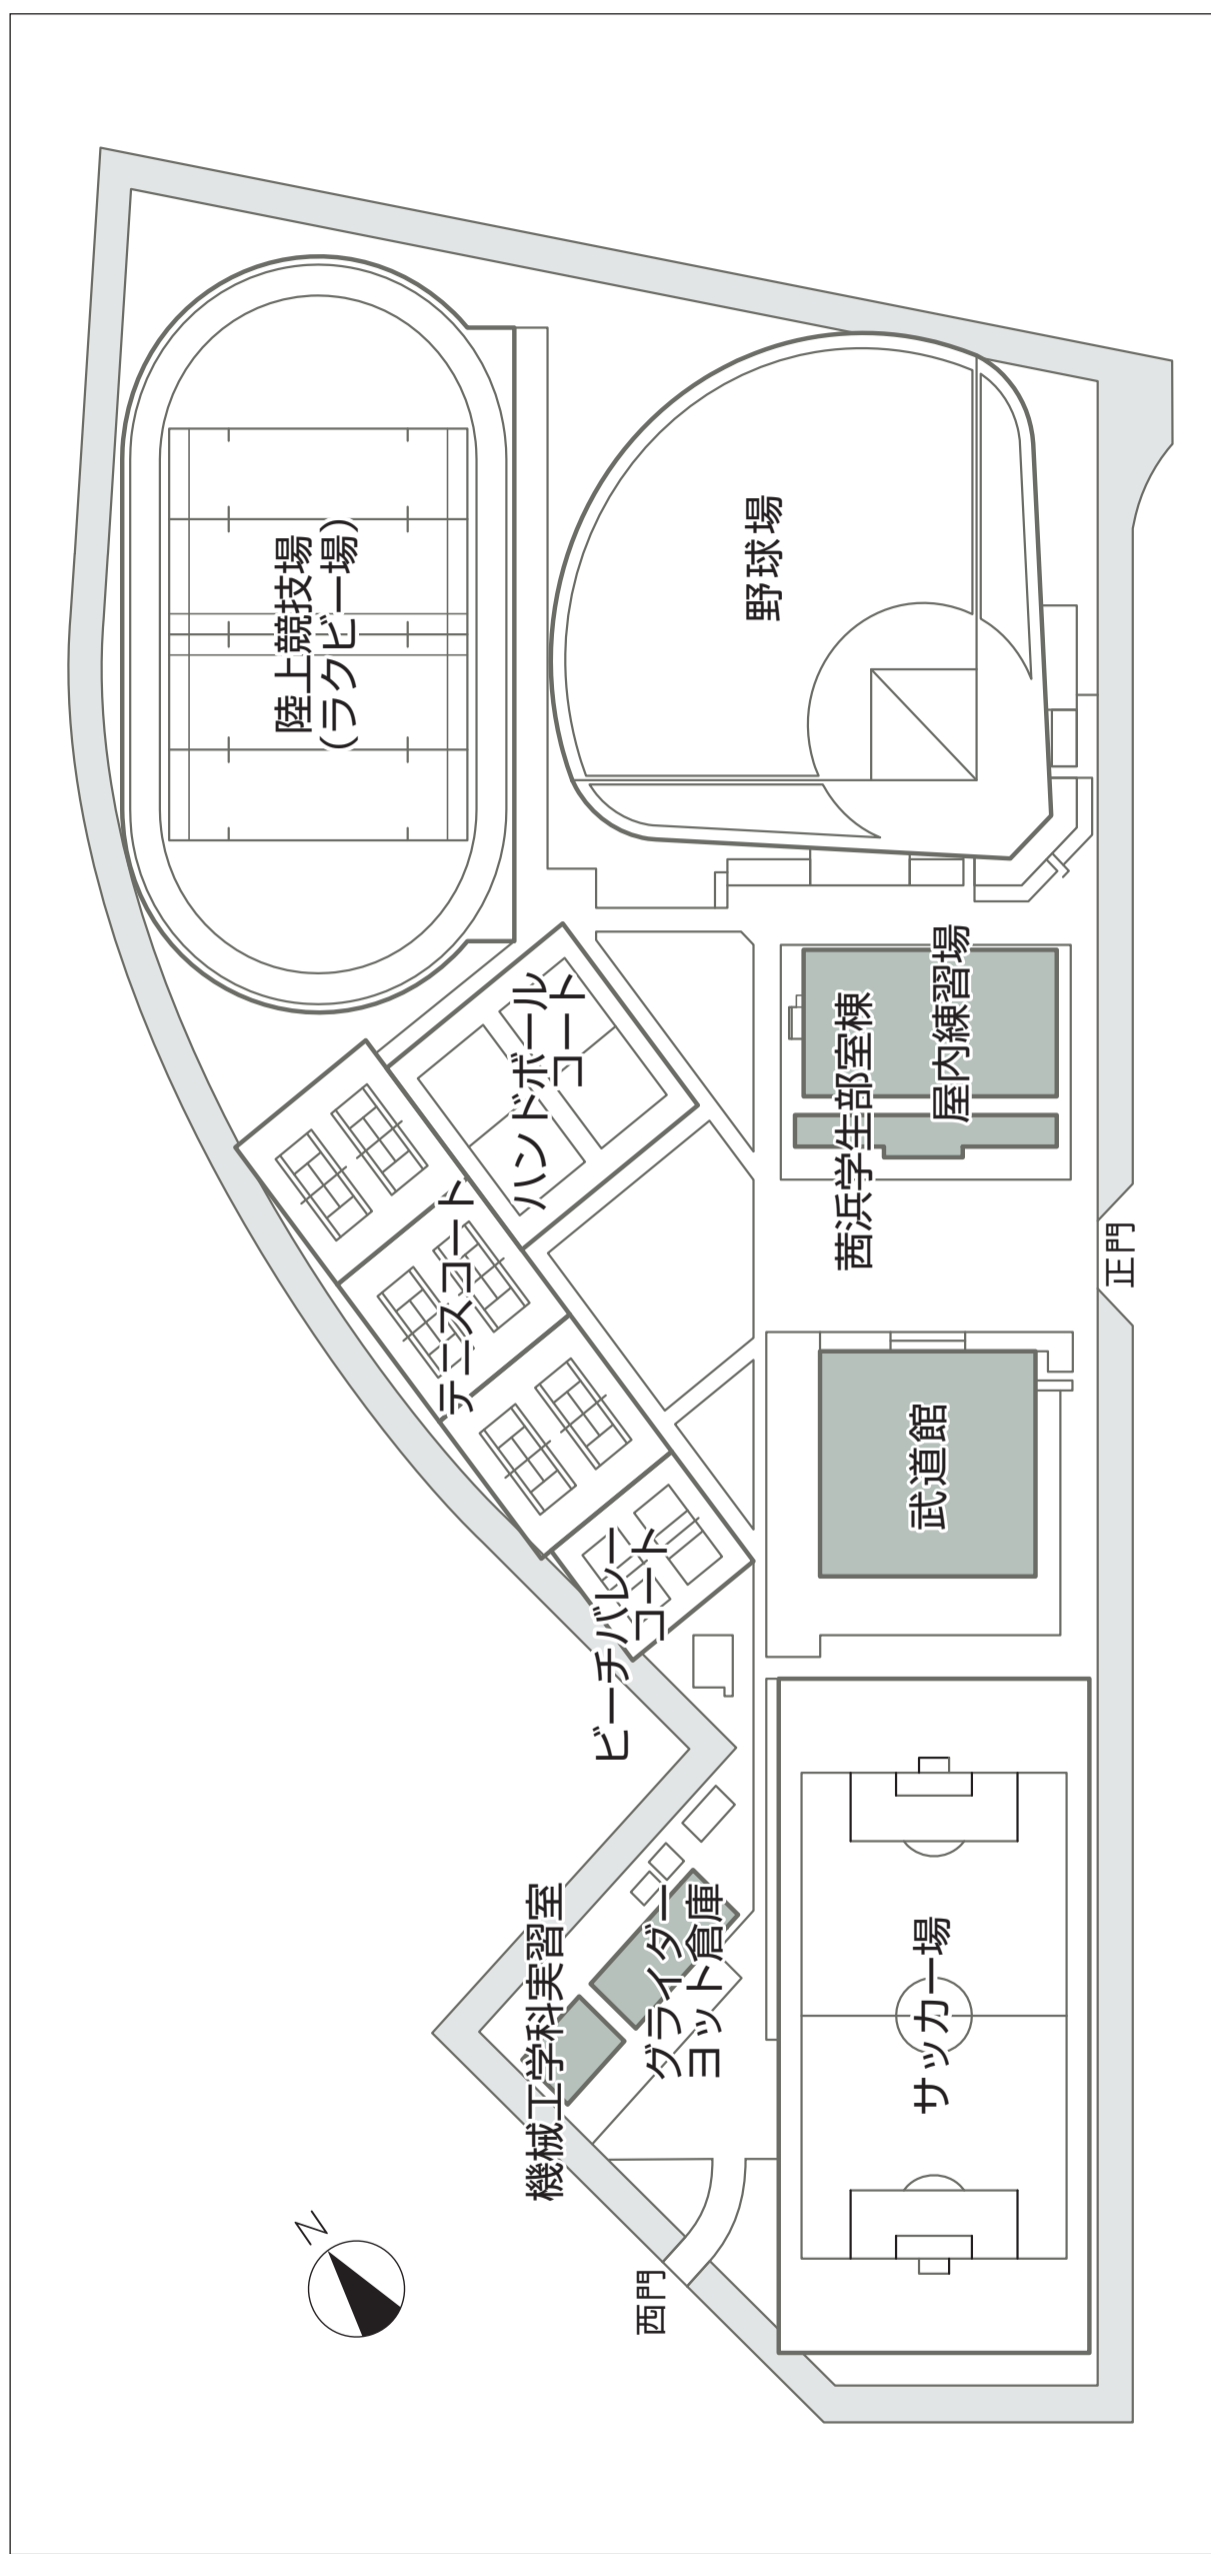 陸上競技場
(ラクビー場)
野球場
ハンドボール
コート
テニスコート
茜浜学生部室棟
屋内練習場
正門
武道館
ビーチバレー
コート
機械工学科実習室
グライダー
ヨット倉庫
サッカー場
西門
N